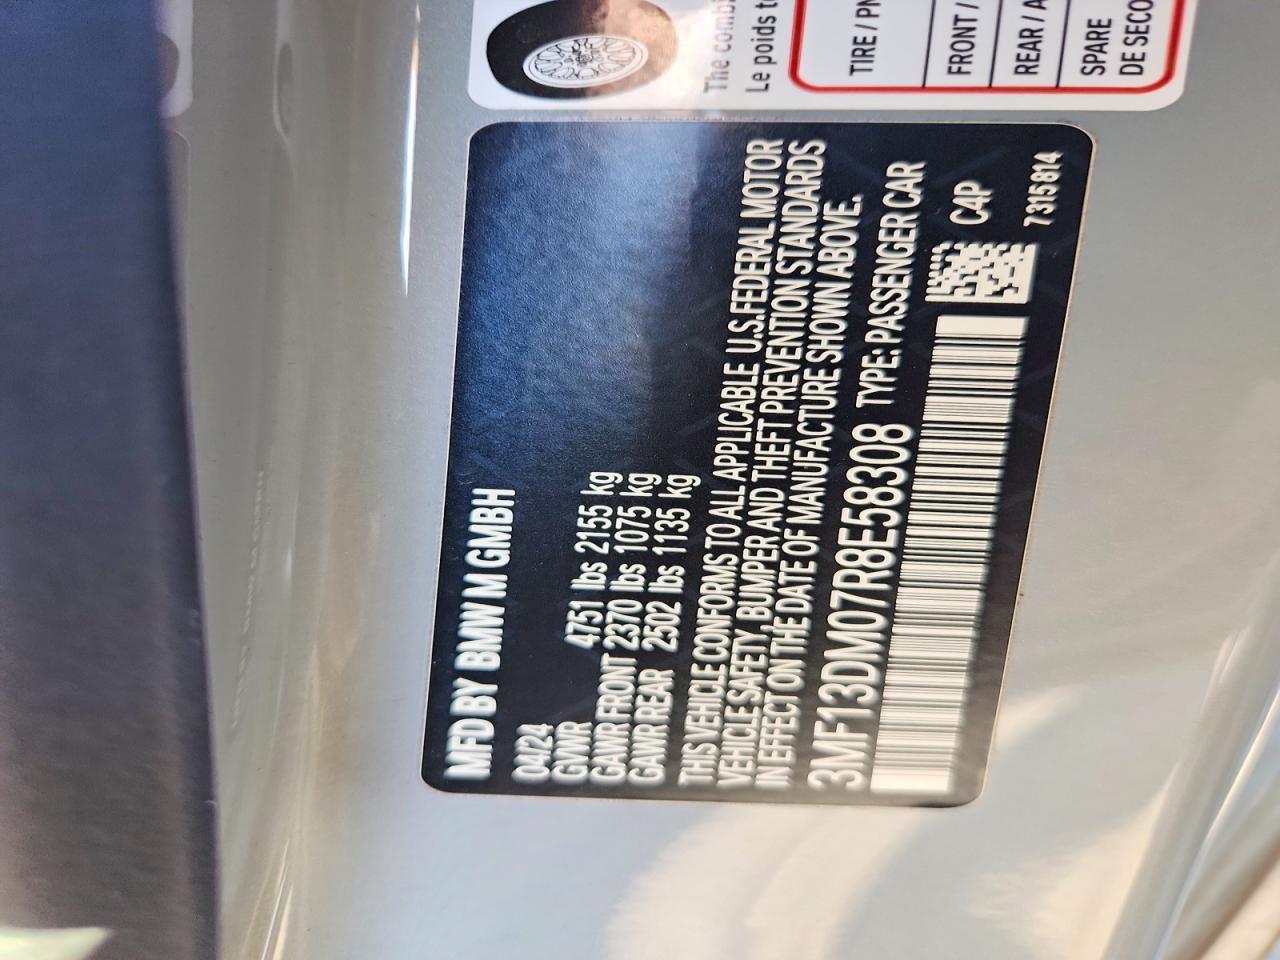 The comb
Le poids t
TIRE / PN
FRONT /
REAR / A
SPARE
DE SECO
MFD BY BMW M GMBH
04/24
GVWR 4751 lbs 2155 kg
GAWR FRONT 2370 lbs 1075 kg
GAWR REAR 2502 lbs 1135 kg
THIS VEHICLE CONFORMS TO ALL APPLICABLE U.S.FEDERAL MOTOR
VEHICLE SAFETY, BUMPER AND THEFT PREVENTION STANDARDS
IN EFFECT ON THE DATE OF MANUFACTURE SHOWN ABOVE.
3MF13DM07R8E58308 TYPE: PASSENGER CAR
C4P
7 315 814